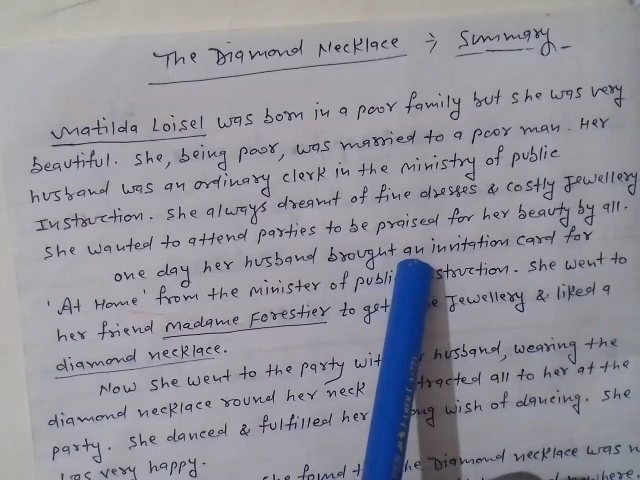 The Diamond Necklace :→ Summary -
Matilda Loisel was born in a poor family but she was very
beautiful. She, being poor, was married to a poor man. Her
husband was an ordinary clerk in the ministry of public
Instruction. She always dreamt of fine dresses & costly Jewellery
She wanted to attend parties to be praised for her beauty by all.
one day her husband brought an invitation card for
'At Home' from the minister of publi struction. She went to
her friend Madame Forestier to get e Jewellery & liked a
diamond necklace.
Now she went to the party wit husband, wearing the
diamond necklace round her neck tracted all to her at the
party. She danced & fulfilled her ong wish of dancing. She
was very happy.
She found t he Diamond necklace was n